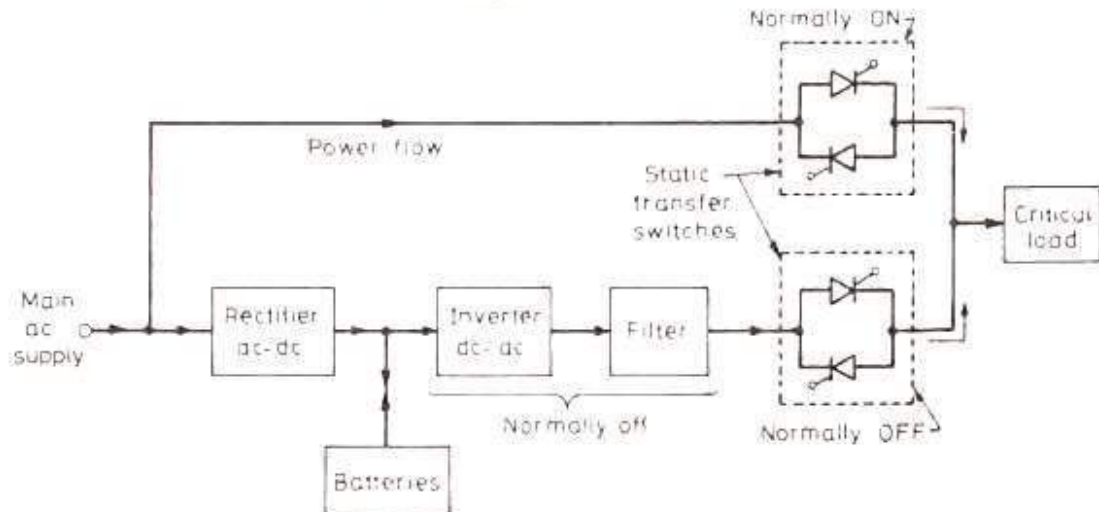 Normally ON
Power flow
Static
transfer
switches
Critical
load
Main
ac
supply
Rectifier
ac-dc
Inverter
dc-ac
Filter
Normally off
Normally OFF
Batteries